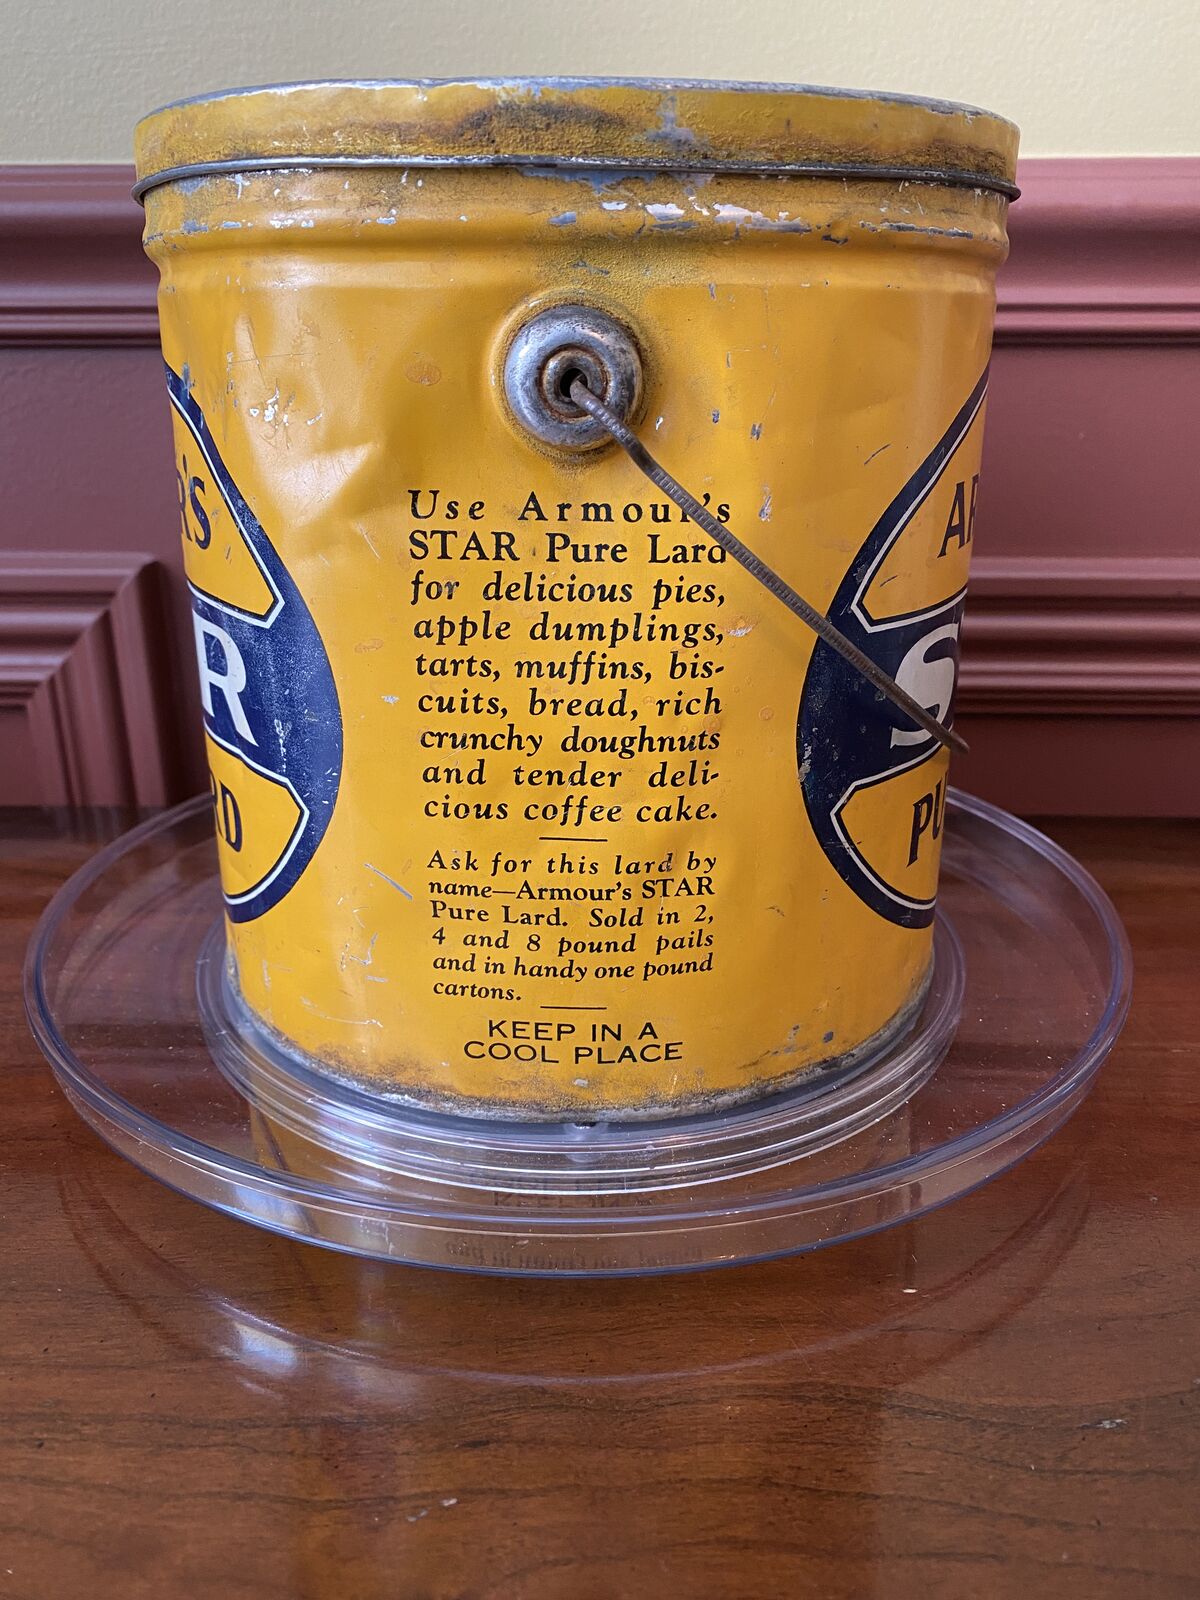 Use Armour's
STAR Pure Lard
for delicious pies,
apple dumplings,
tarts, muffins, bis-
cuits, bread, rich
crunchy doughnuts
and tender deli-
cious coffee cake.
Ask for this lard by
name—Armour's STAR
Pure Lard. Sold in 2,
4 and 8 pound pails
and in handy one pound
cartons.
KEEP IN A
COOL PLACE